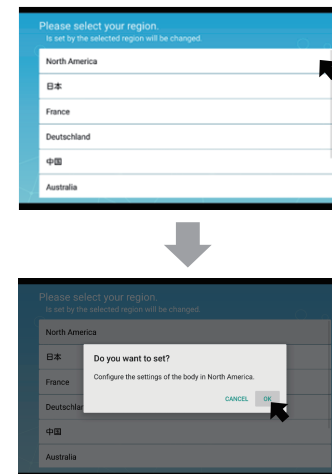 Please select your region.
Is set by the selected region will be changed.
North America
日本
France
Deutschland
中国
Australia
Please select your region.
Is set by the selected region will be changed.
North America
日本
Do you want to set?
Configure the settings of the body in North America.
France
CANCEL OK
Deutschlan
中国
Australia